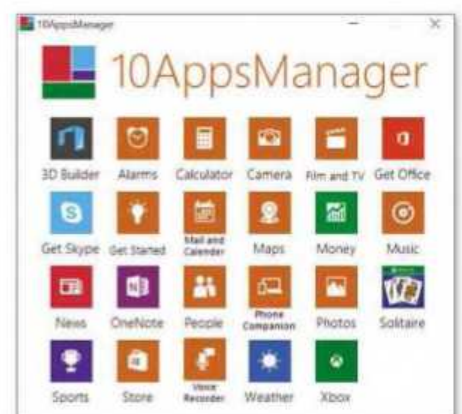 10AppsManager
10AppsManager
3D Builder Alarms Calculator Camera Film and TV Get Office
Get Skype Get Started Mail and Calender Maps Money Music
News OneNote People Phone Companion Photos Solitaire
Sports Store Voice Recorder Weather Xbox